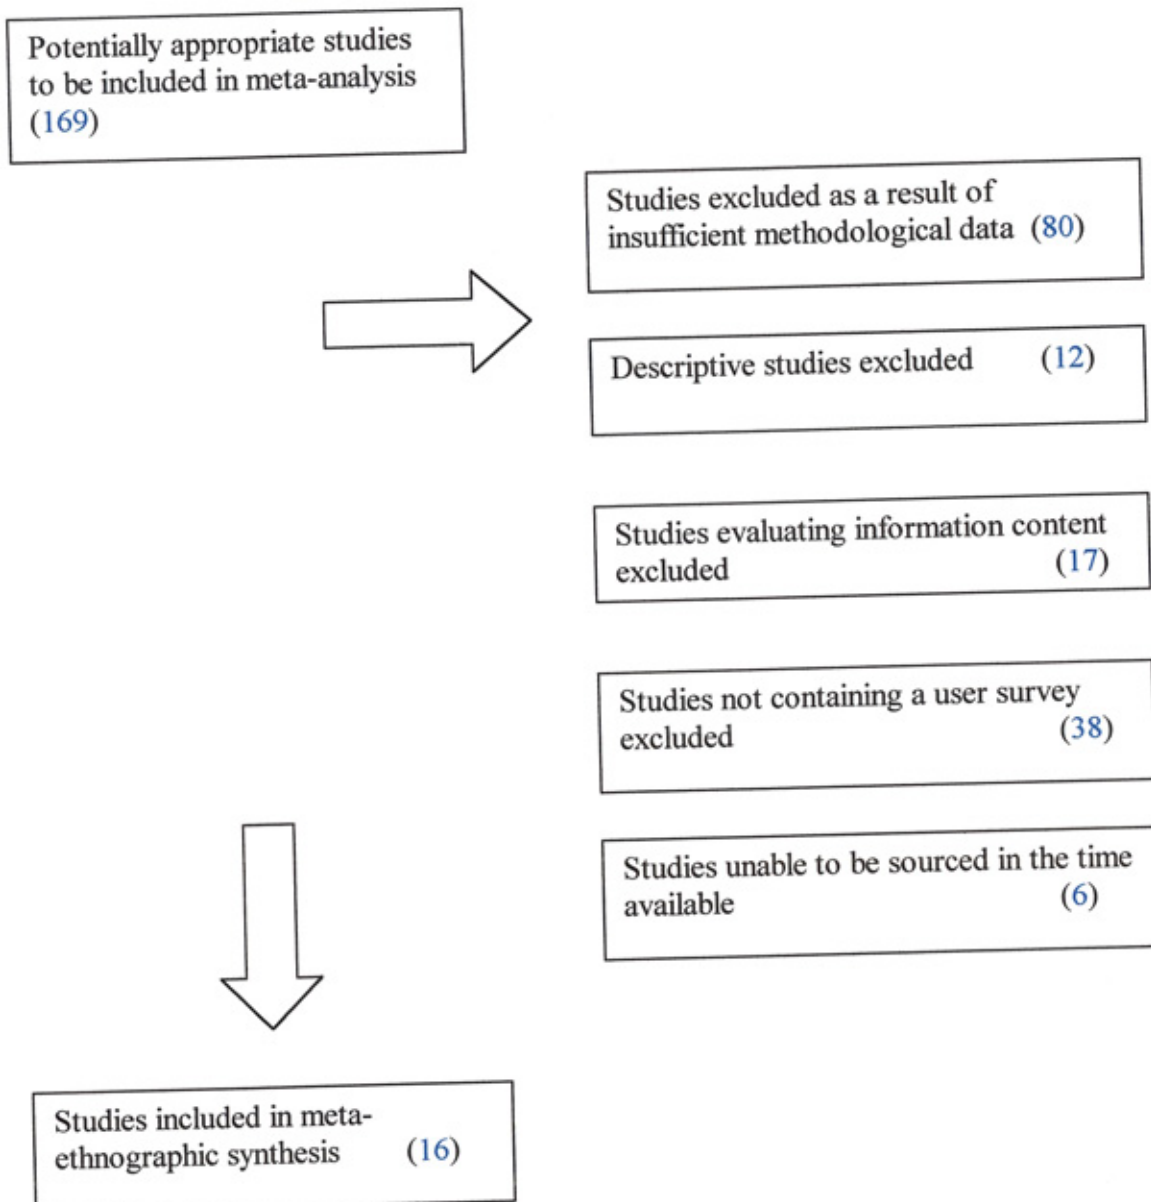 Potentially appropriate studies
to be included in meta-analysis
(169)
Studies excluded as a result of
insufficient methodological data (80)
Descriptive studies excluded (12)
Studies evaluating information content
excluded (17)
Studies not containing a user survey
excluded (38)
Studies unable to be sourced in the time
available (6)
Studies included in meta-
ethnographic synthesis (16)